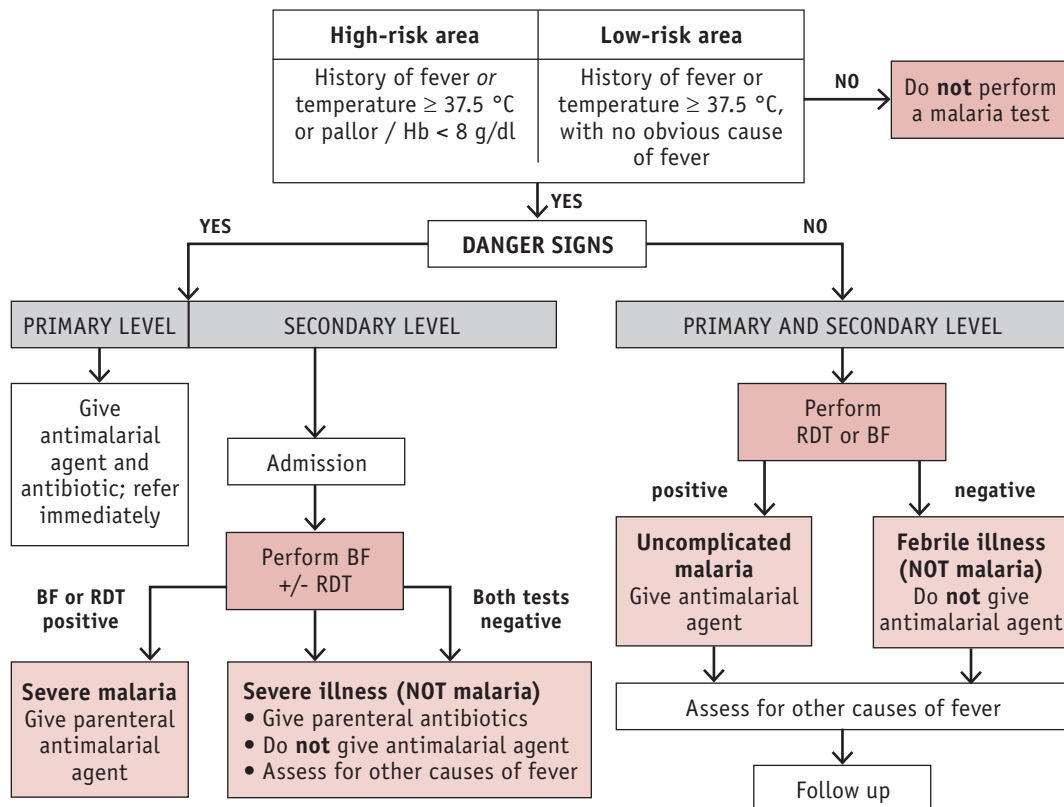 High-risk area
History of fever or
temperature ≥ 37.5 °C
or pallor / Hb < 8 g/dl
Low-risk area
History of fever or
temperature ≥ 37.5 °C,
with no obvious cause
of fever
NO
Do not perform
a malaria test
YES
YES
DANGER SIGNS
NO
PRIMARY LEVEL
SECONDARY LEVEL
PRIMARY AND SECONDARY LEVEL
Give
antimalarial
agent and
antibiotic; refer
immediately
Admission
Perform BF
+/- RDT
BF or RDT
positive
Both tests
negative
Severe malaria
Give parenteral
antimalarial
agent
Severe illness (NOT malaria)
• Give parenteral antibiotics
• Do not give antimalarial agent
• Assess for other causes of fever
Perform
RDT or BF
positive
negative
Uncomplicated
malaria
Give antimalarial
agent
Febrile illness
(NOT malaria)
Do not give
antimalarial agent
Assess for other causes of fever
Follow up